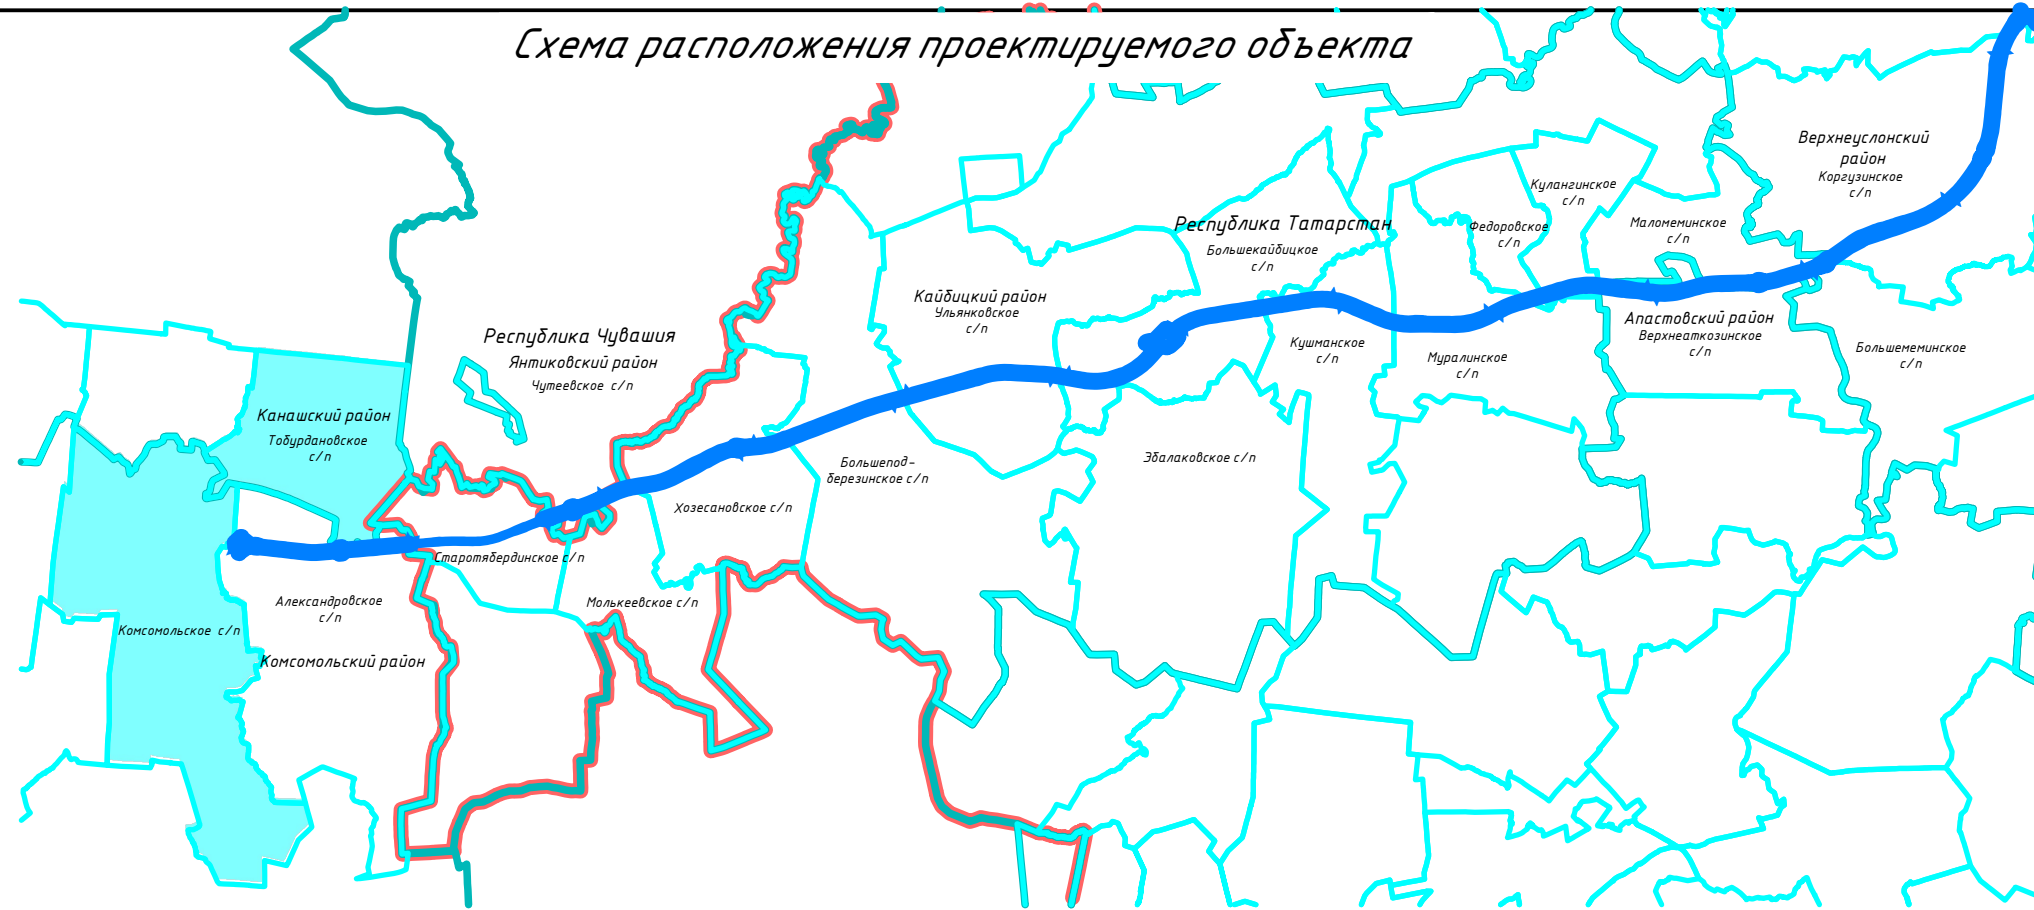 Схема расположения проектируемого объекта
Верхнеуслонский
район
Коргузинское
с/п
Кулангинское
с/п
Республика Татарстан
Федоровское
с/п
Маломеминское
с/п
Большекайбицкое
с/п
Кайбицкий район
Ульянковское
с/п
Апастовский район
Верхнеаткозинское
с/п
Республика Чувашия
Янтиковский район
Чутеевское с/п
Кушманское
с/п
Муралинское
с/п
Большемеминское
с/п
Канашский район
Тобурдановское
с/п
Большепод-
березинское с/п
Эбалаковское с/п
Хозесановское с/п
Старотябердинское с/п
Александровское
с/п
Молькеевское с/п
Комсомольское с/п
Комсомольский район